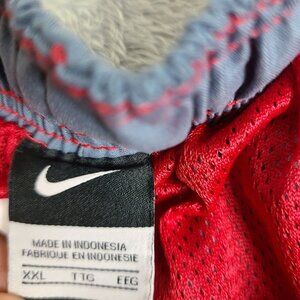 MADE IN INDONESIA
FABRIQUE EN INDONESIE
XXL TTG EEG